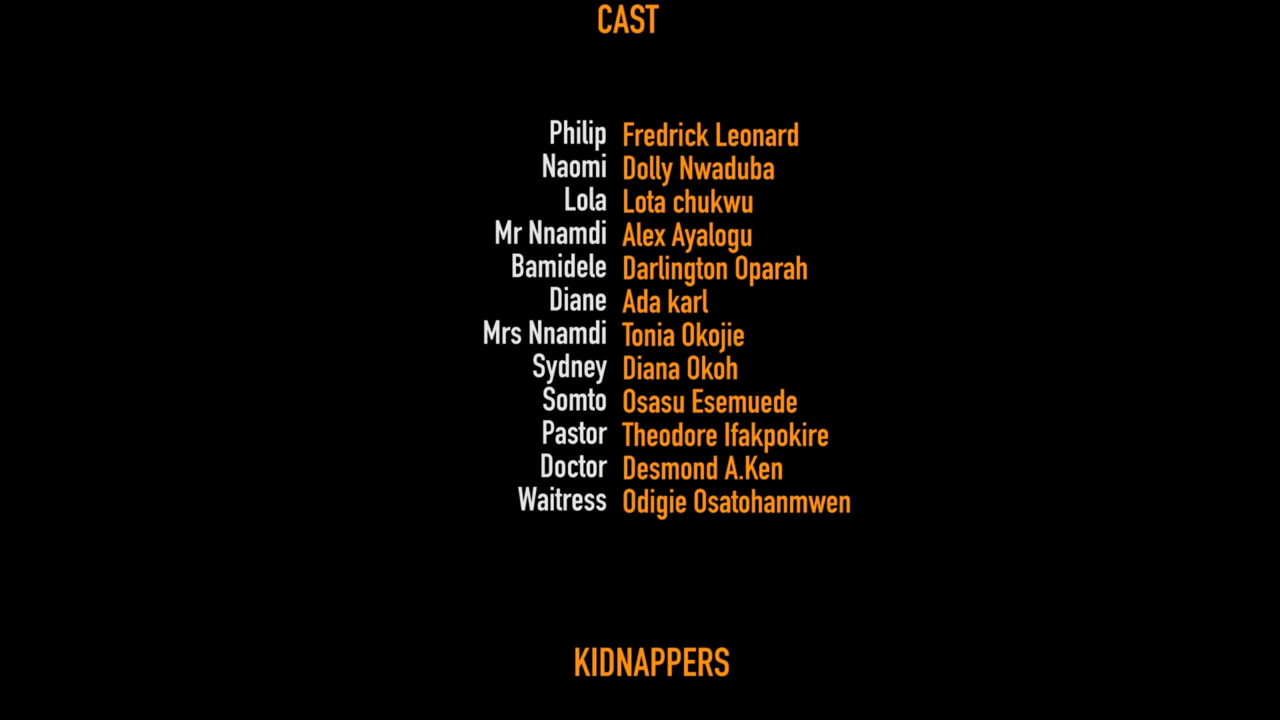 CAST
Philip Fredrick Leonard
Naomi Dolly Nwaduba
Lola Lota chukwu
Mr Nnamdi Alex Ayalogu
Bamidele Darlington Oparah
Diane Ada karl
Mrs Nnamdi Tonia Okojie
Sydney Diana Okoh
Somto Osasu Esemuede
Pastor Theodore Ifakpokire
Doctor Desmond A.Ken
Waitress Odigie Osatohanmwen
KIDNAPPERS